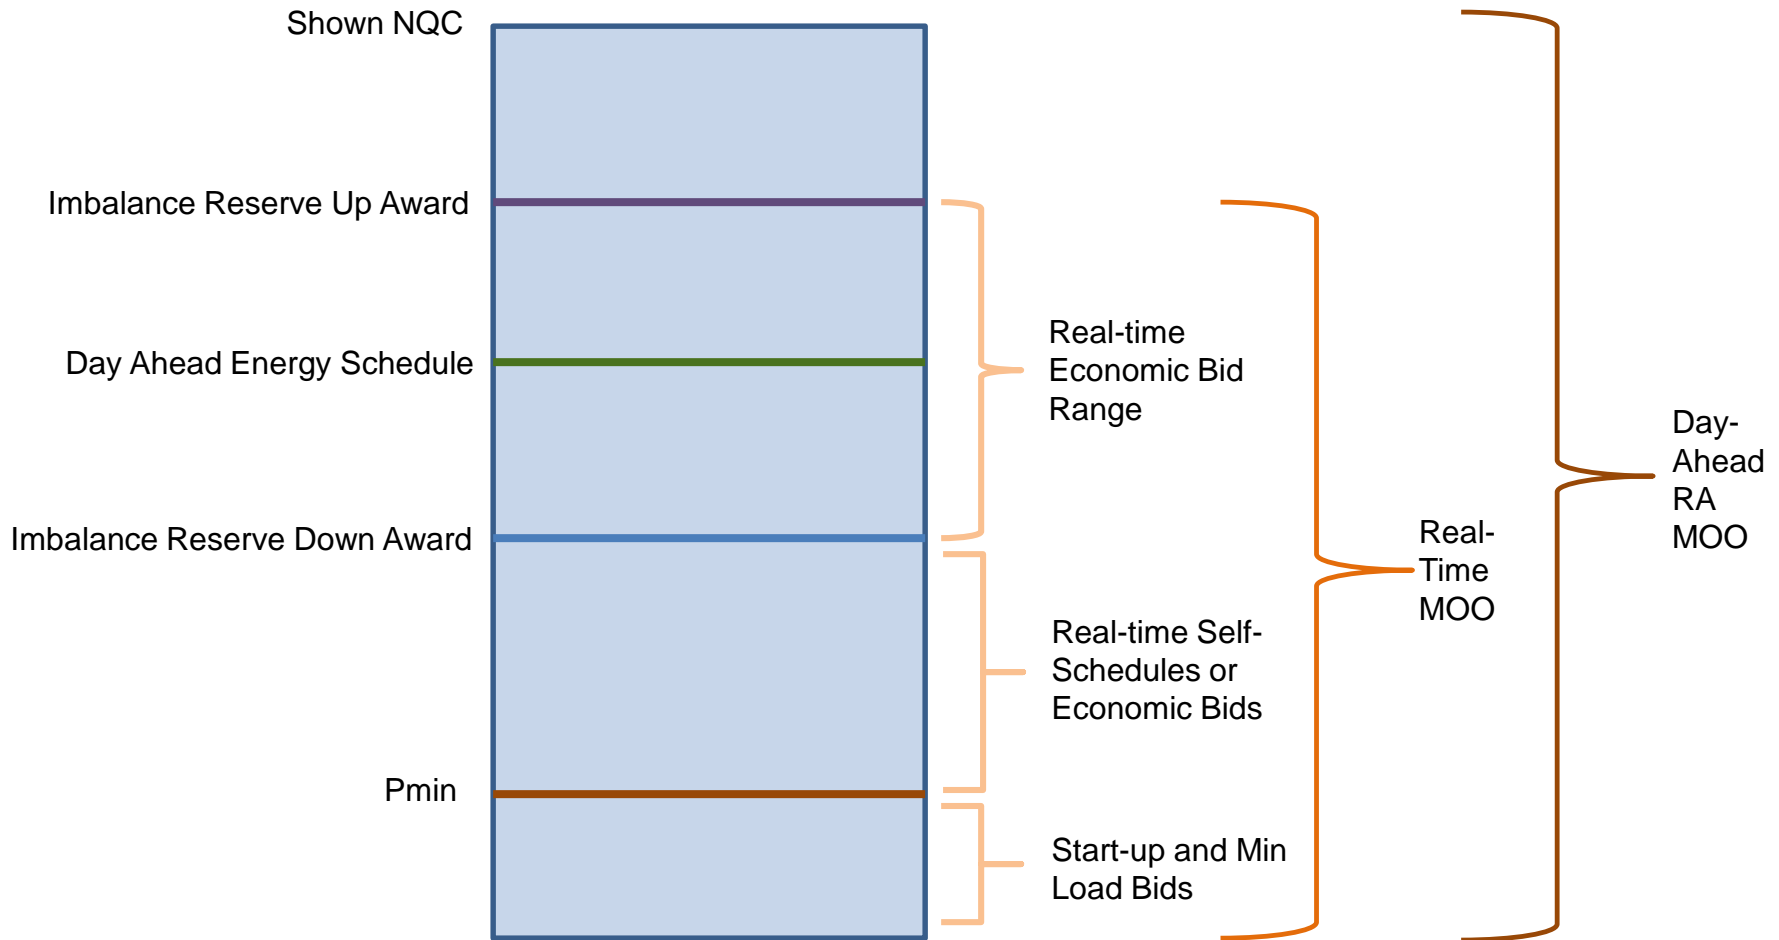 Shown NQC
Imbalance Reserve Up Award
Day Ahead Energy Schedule
Imbalance Reserve Down Award
Pmin
Real-time
Economic Bid
Range
Real-time Self-
Schedules or
Economic Bids
Start-up and Min
Load Bids
Real-
Time
MOO
Day-
Ahead
RA
MOO